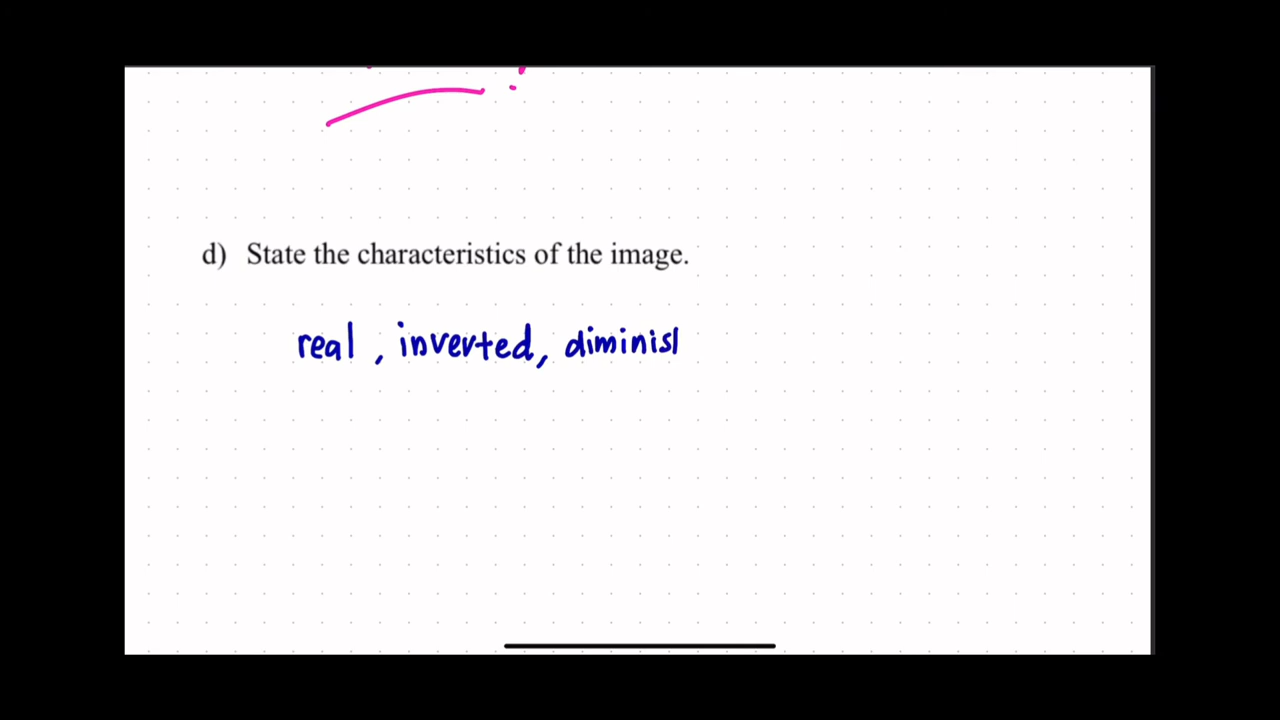 d) State the characteristics of the image.
real , inverted, diminisl